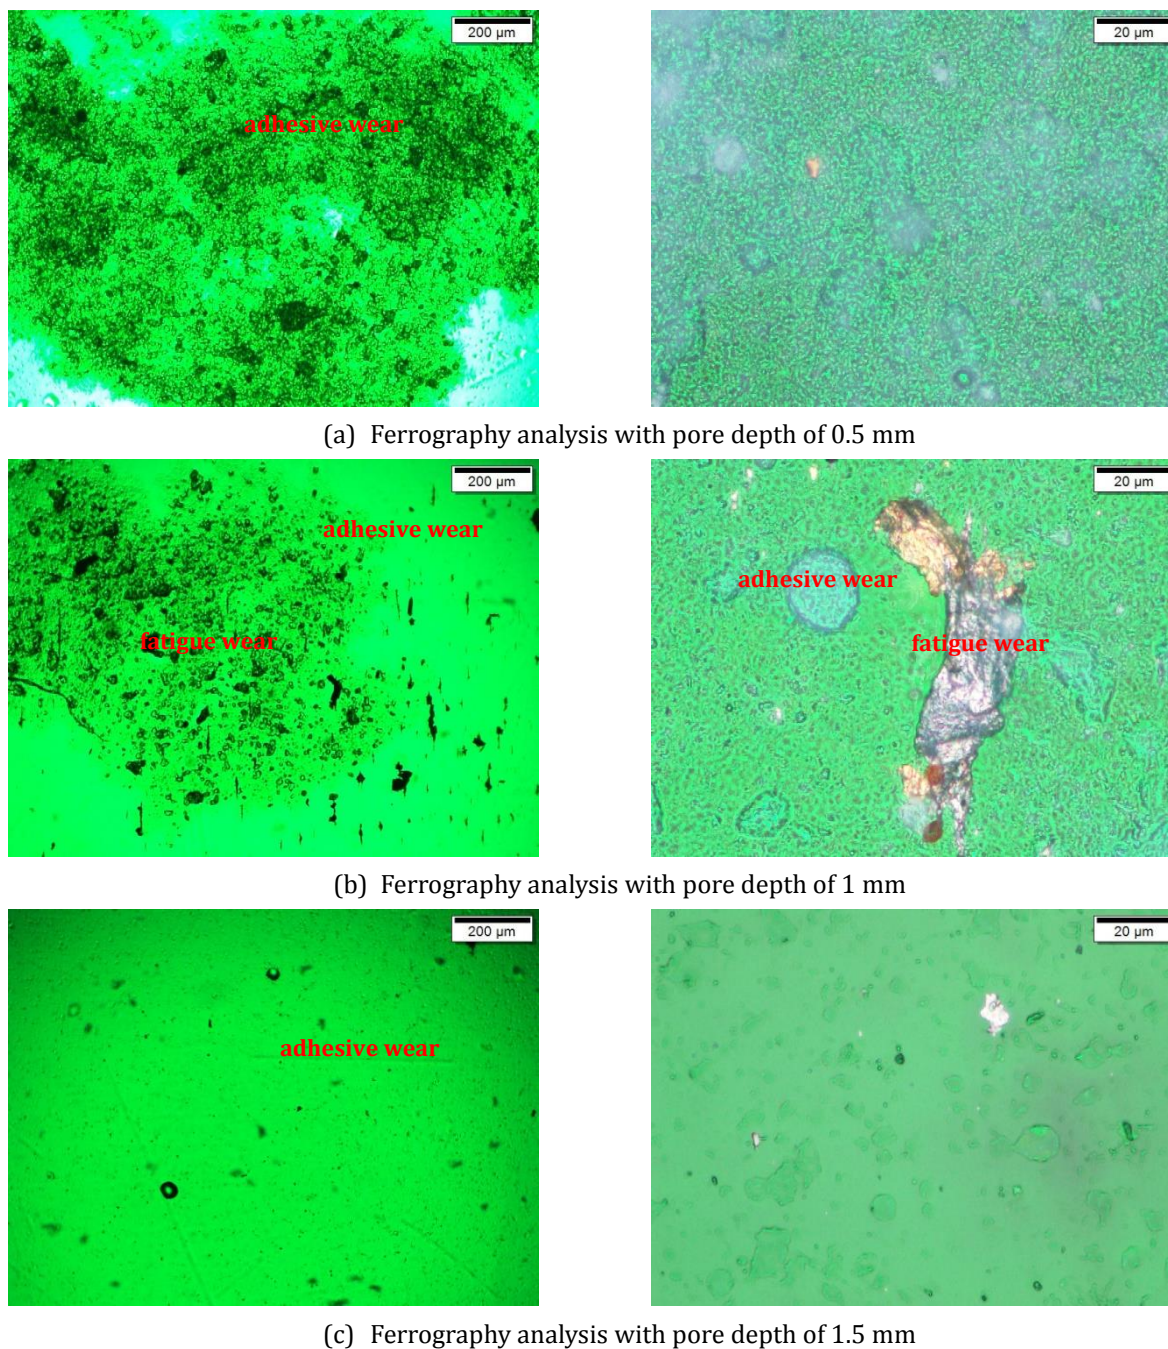 200 µm
20 µm
adhesive wear
(a) Ferrography analysis with pore depth of 0.5 mm
200 µm
20 µm
adhesive wear
adhesive wear
fatigue wear
fatigue wear
(b) Ferrography analysis with pore depth of 1 mm
200 µm
20 µm
adhesive wear
(c) Ferrography analysis with pore depth of 1.5 mm